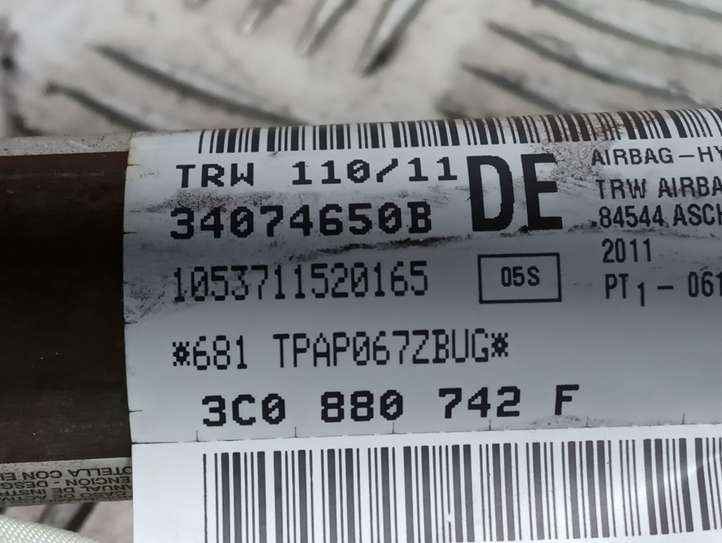 TRW 110/11
34074650B
DE
1053711520165
05S
*681 TPAP067ZBUG*
3C0 880 742 F
AIRBAG-HY
TRW AIRBA
84544 ASCH
2011
PT1-061